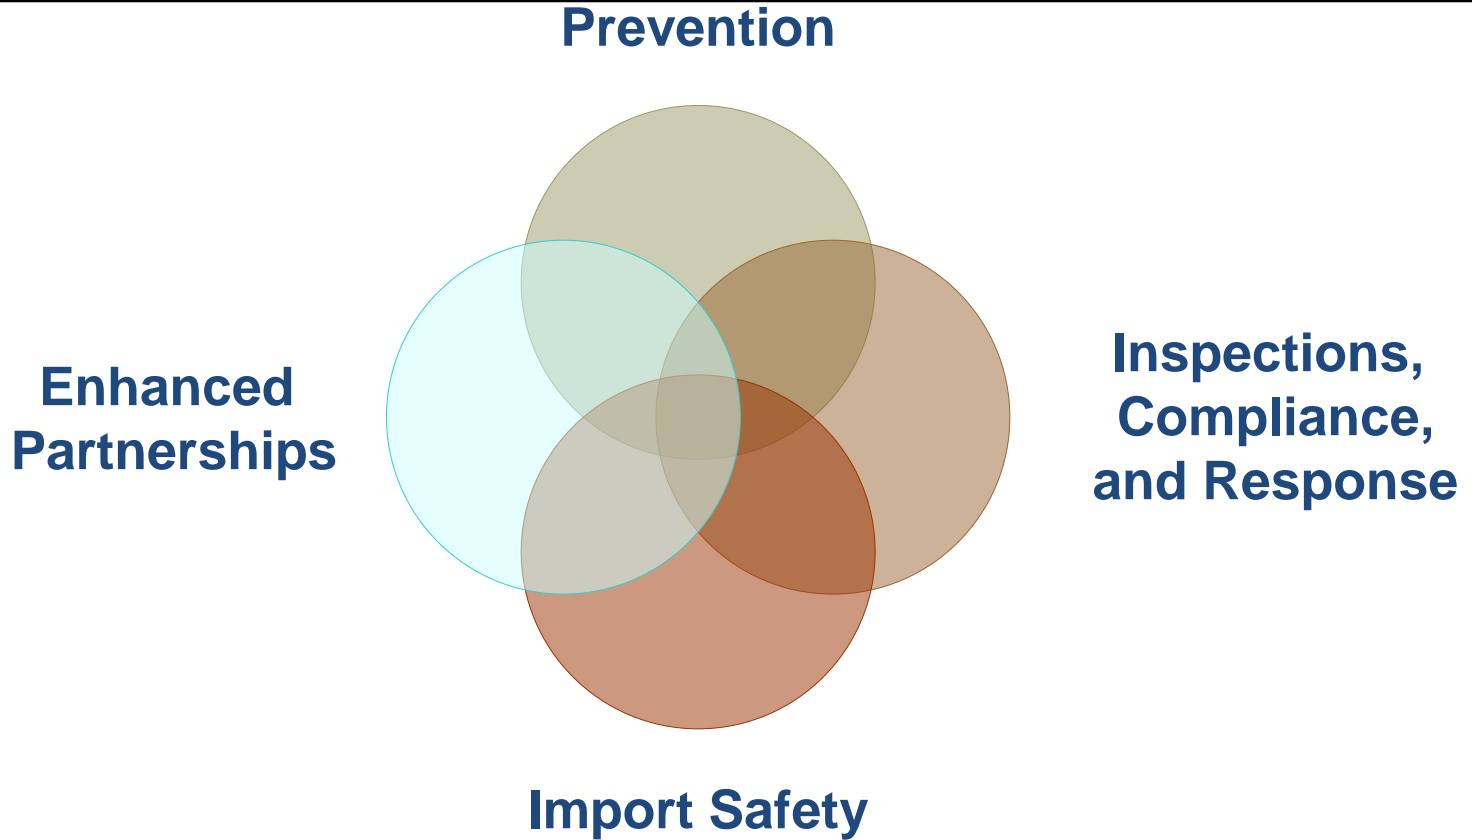 Prevention
Enhanced
Partnerships
Inspections,
Compliance,
and Response
Import Safety